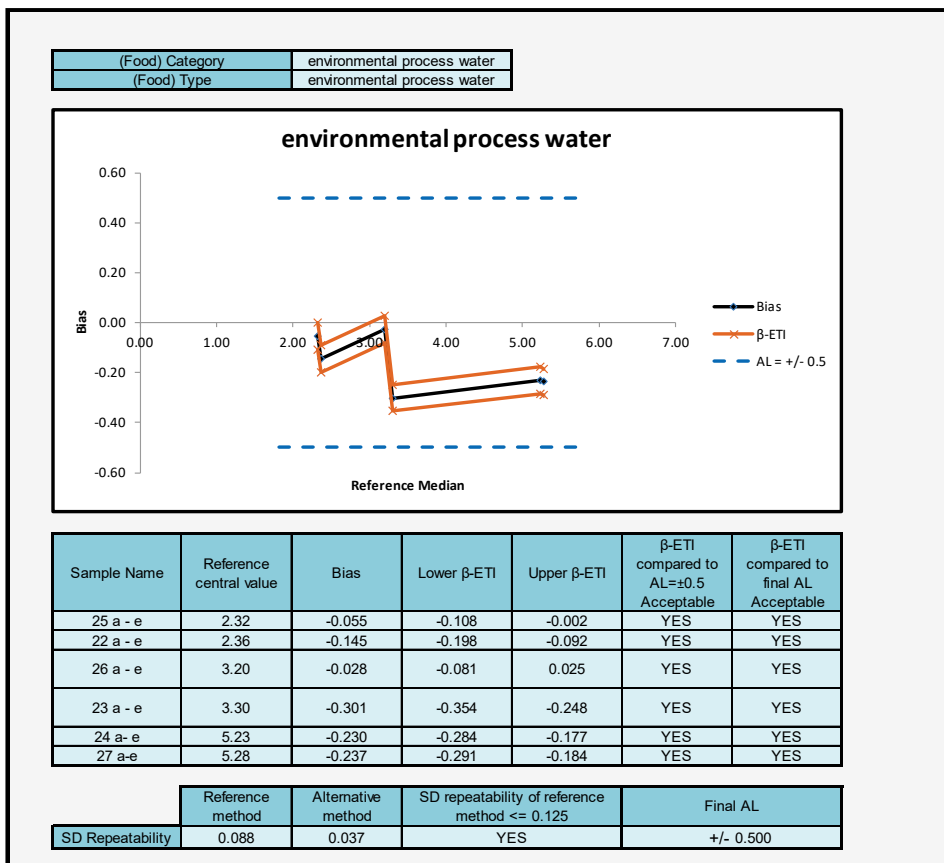 (Food) Category environmental process water
(Food) Type environmental process water
environmental process water
0.60
0.40
0.20
0.00
-0.20
-0.40
-0.60
0.00 1.00 2.00 3.00 4.00 5.00 6.00 7.00
Bias
Reference Median
Bias
β-ETI
AL = +/- 0.5
Sample Name Reference central value Bias Lower β-ETI Upper β-ETI β-ETI compared to AL=±0.5 Acceptable β-ETI compared to final AL Acceptable
25 a - e 2.32 -0.055 -0.108 -0.002 YES YES
22 a - e 2.36 -0.145 -0.198 -0.092 YES YES
26 a - e 3.20 -0.028 -0.081 0.025 YES YES
23 a - e 3.30 -0.301 -0.354 -0.248 YES YES
24 a- e 5.23 -0.230 -0.284 -0.177 YES YES
27 a-e 5.28 -0.237 -0.291 -0.184 YES YES
Reference method Alternative method SD repeatability of reference method <= 0.125 Final AL
SD Repeatability 0.088 0.037 YES +/- 0.500